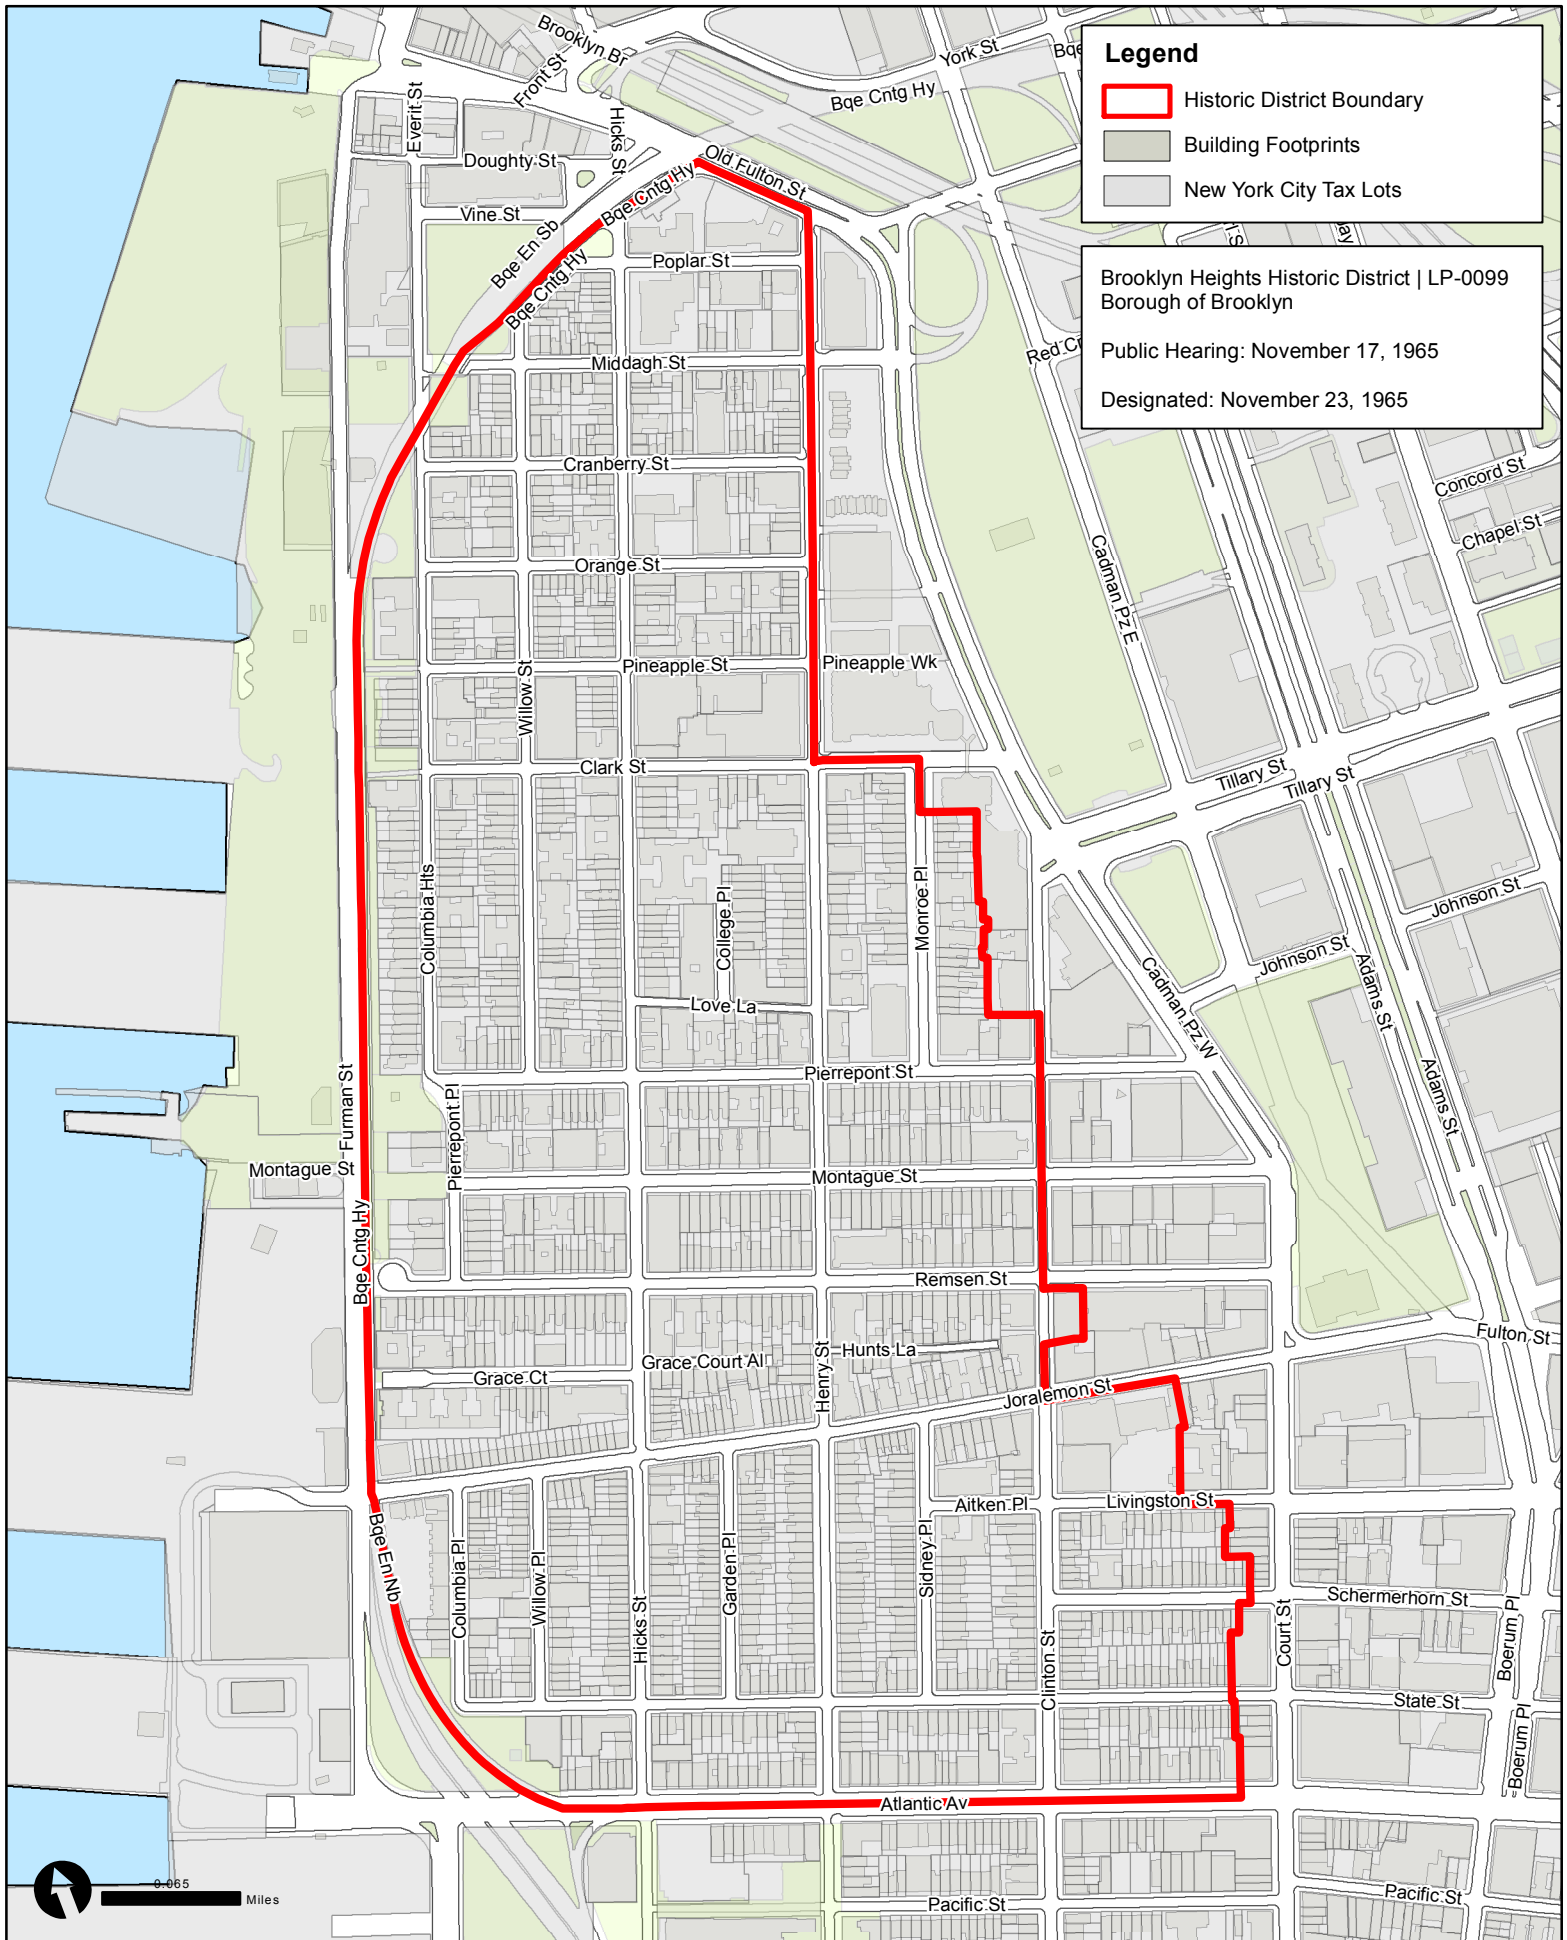 Legend
Historic District Boundary
Building Footprints
New York City Tax Lots
Brooklyn Heights Historic District | LP-0099
Borough of Brooklyn
Public Hearing: November 17, 1965
Designated: November 23, 1965
Brooklyn Br
Front St
York St
Bqe
Bqe Cntg Hy
Everit St
Hicks St
Old Fulton St
Doughty St
Bqe Cntg Hy
Vine St
Bqe En Sb
Bqe Cntg Hy
Poplar St
Middagh St
Cranberry St
Concord St
Chapel St
Orange St
Cadman Pz E
Pineapple St
Pineapple Wk
Willow St
Clark St
Tillary St
Tillary St
Columbia Hts
College Pl
Monroe Pl
Johnson St
Johnson St
Adams St
Cadman Pz W
Love La
Furman St
Pierrepont Pl
Pierrepont St
Adams St
Montague St
Montague St
Bqe Cntg Hy
Remsen St
Fulton St
Henry St
Hunts La
Grace Court Al
Grace Ct
Joralemon St
Aitken Pl
Livingston St
Bqe En Nb
Columbia Pl
Willow Pl
Hicks St
Garden Pl
Sidney Pl
Clinton St
Court St
Schermerhorn St
Boerum Pl
State St
Boerum Pl
Atlantic Av
0.065
Miles
Pacific St
Pacific St